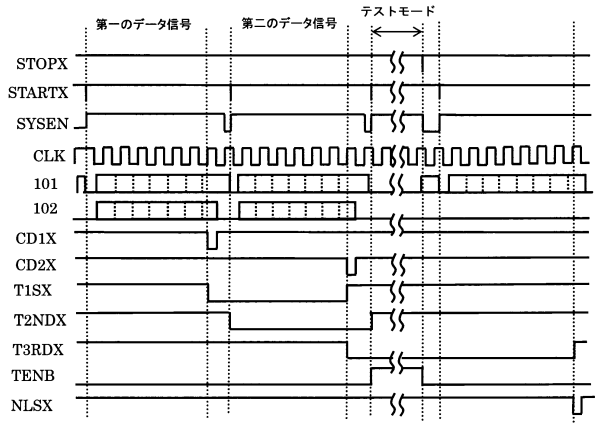 第一のデータ信号
第二のデータ信号
テストモード
STOPX
STARTX
SYSEN
CLK
101
102
CD1X
CD2X
T1SX
T2NDX
T3RDX
TENB
NLSX